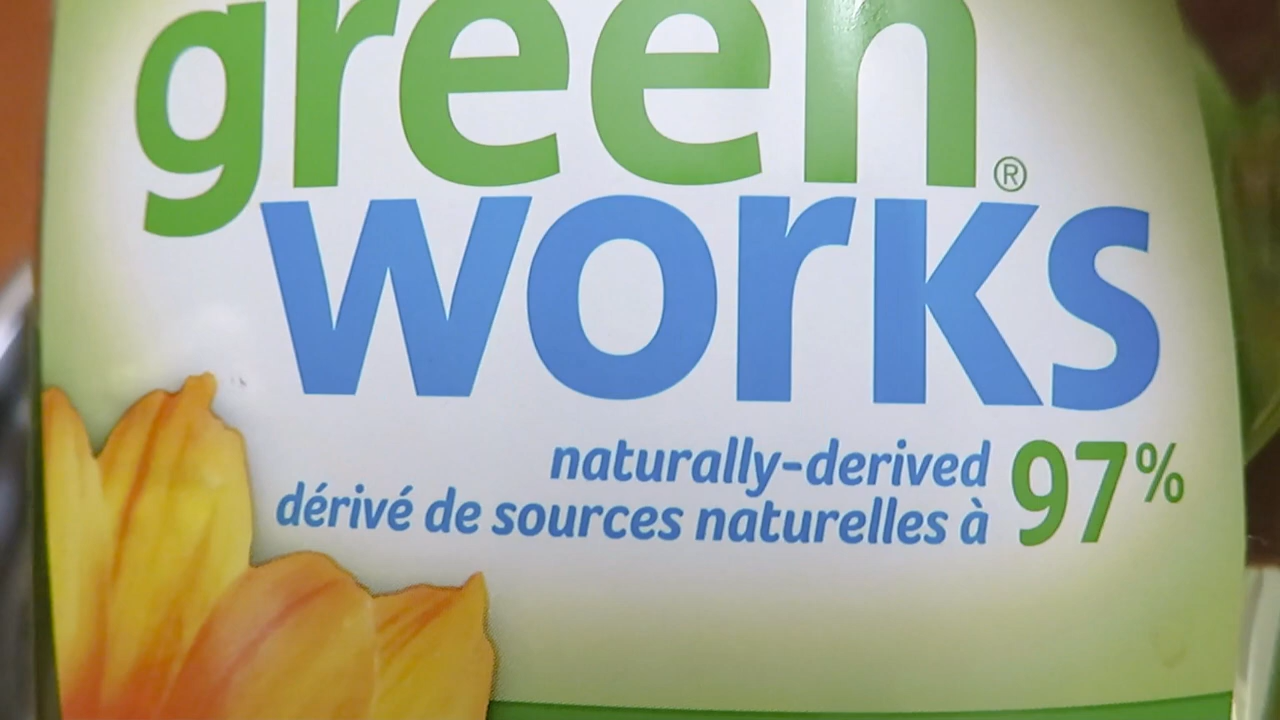 green®
works
naturally-derived 97%
dérivé de sources naturelles à